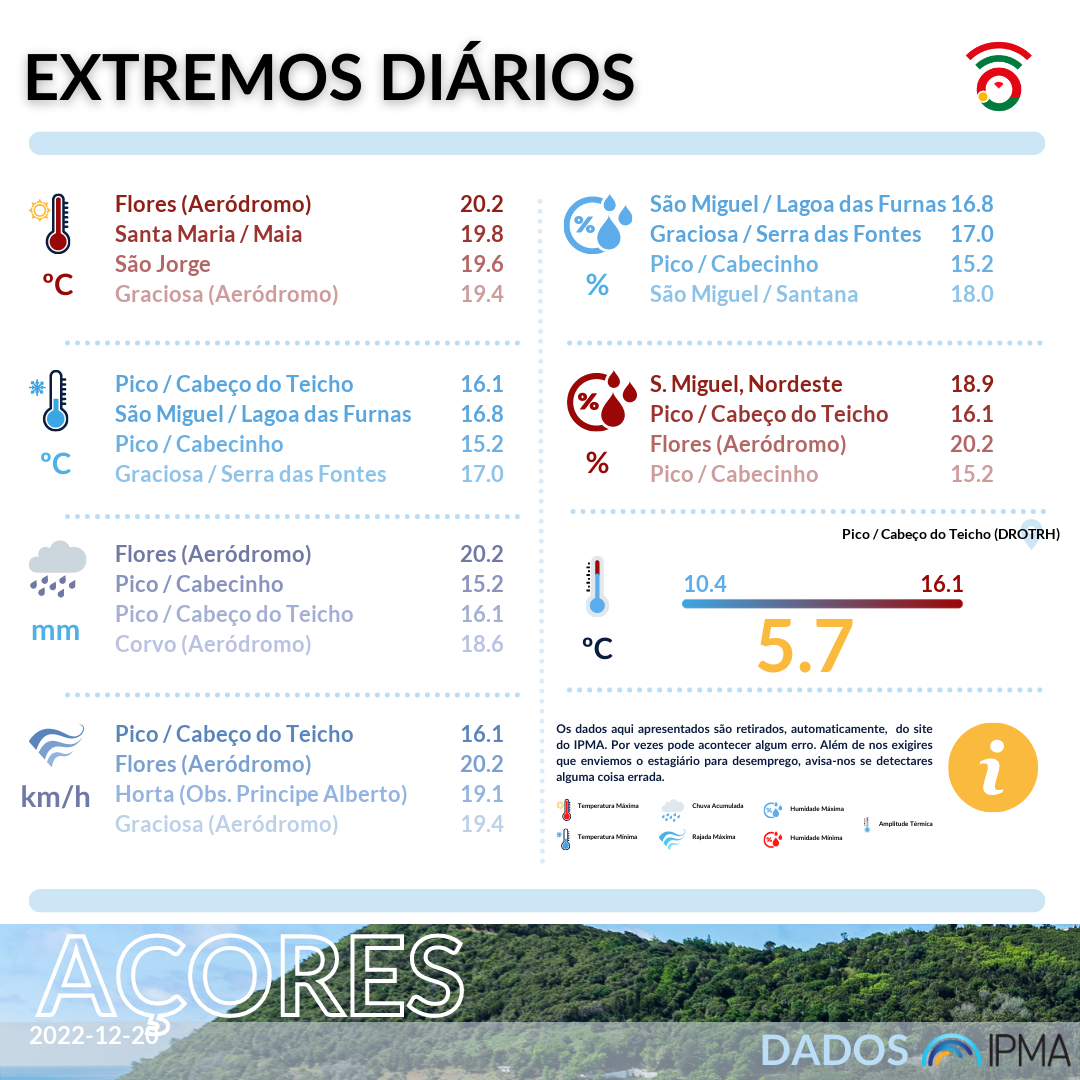 EXTREMOS DIÁRIOS
Flores (Aeródromo) 20.2
Santa Maria / Maia 19.8
São Jorge 19.6
Graciosa (Aeródromo) 19.4
ºC
Pico / Cabeço do Teicho 16.1
São Miguel / Lagoa das Furnas 16.8
Pico / Cabecinho 15.2
Graciosa / Serra das Fontes 17.0
ºC
Flores (Aeródromo) 20.2
Pico / Cabecinho 15.2
Pico / Cabeço do Teicho 16.1
Corvo (Aeródromo) 18.6
mm
Pico / Cabeço do Teicho 16.1
Flores (Aeródromo) 20.2
Horta (Obs. Principe Alberto) 19.1
Graciosa (Aeródromo) 19.4
km/h
%
São Miguel / Lagoa das Furnas 16.8
Graciosa / Serra das Fontes 17.0
Pico / Cabecinho 15.2
São Miguel / Santana 18.0
%
%
S. Miguel, Nordeste 18.9
Pico / Cabeço do Teicho 16.1
Flores (Aeródromo) 20.2
Pico / Cabecinho 15.2
%
Pico / Cabeço do Teicho (DROTRH)
10.4 16.1
5.7
ºC
Os dados aqui apresentados são retirados, automaticamente, do site
do IPMA. Por vezes pode acontecer algum erro. Além de nos exigires
que enviemos o estagiário para desemprego, avisa-nos se detectares
alguma coisa errada.
i
Temperatura Máxima Chuva Acumulada Humidade Máxima
Amplitude Térmica
Temperatura Mínima Rajada Máxima Humidade Mínima
AÇORES
2022-12-20
DADOS IPMA